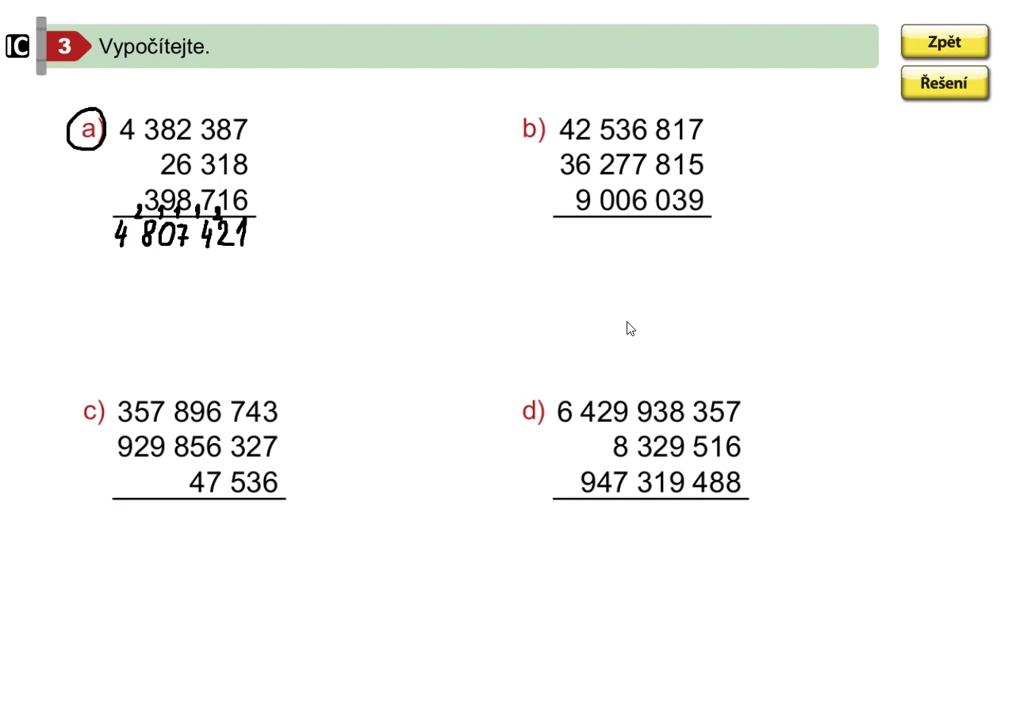 IC 3 Vypočítejte. Zpět
Řešení
a) 4 382 387
26 318
398 716
4 807 421
b) 42 536 817
36 277 815
9 006 039
c) 357 896 743
929 856 327
47 536
d) 6 429 938 357
8 329 516
947 319 488